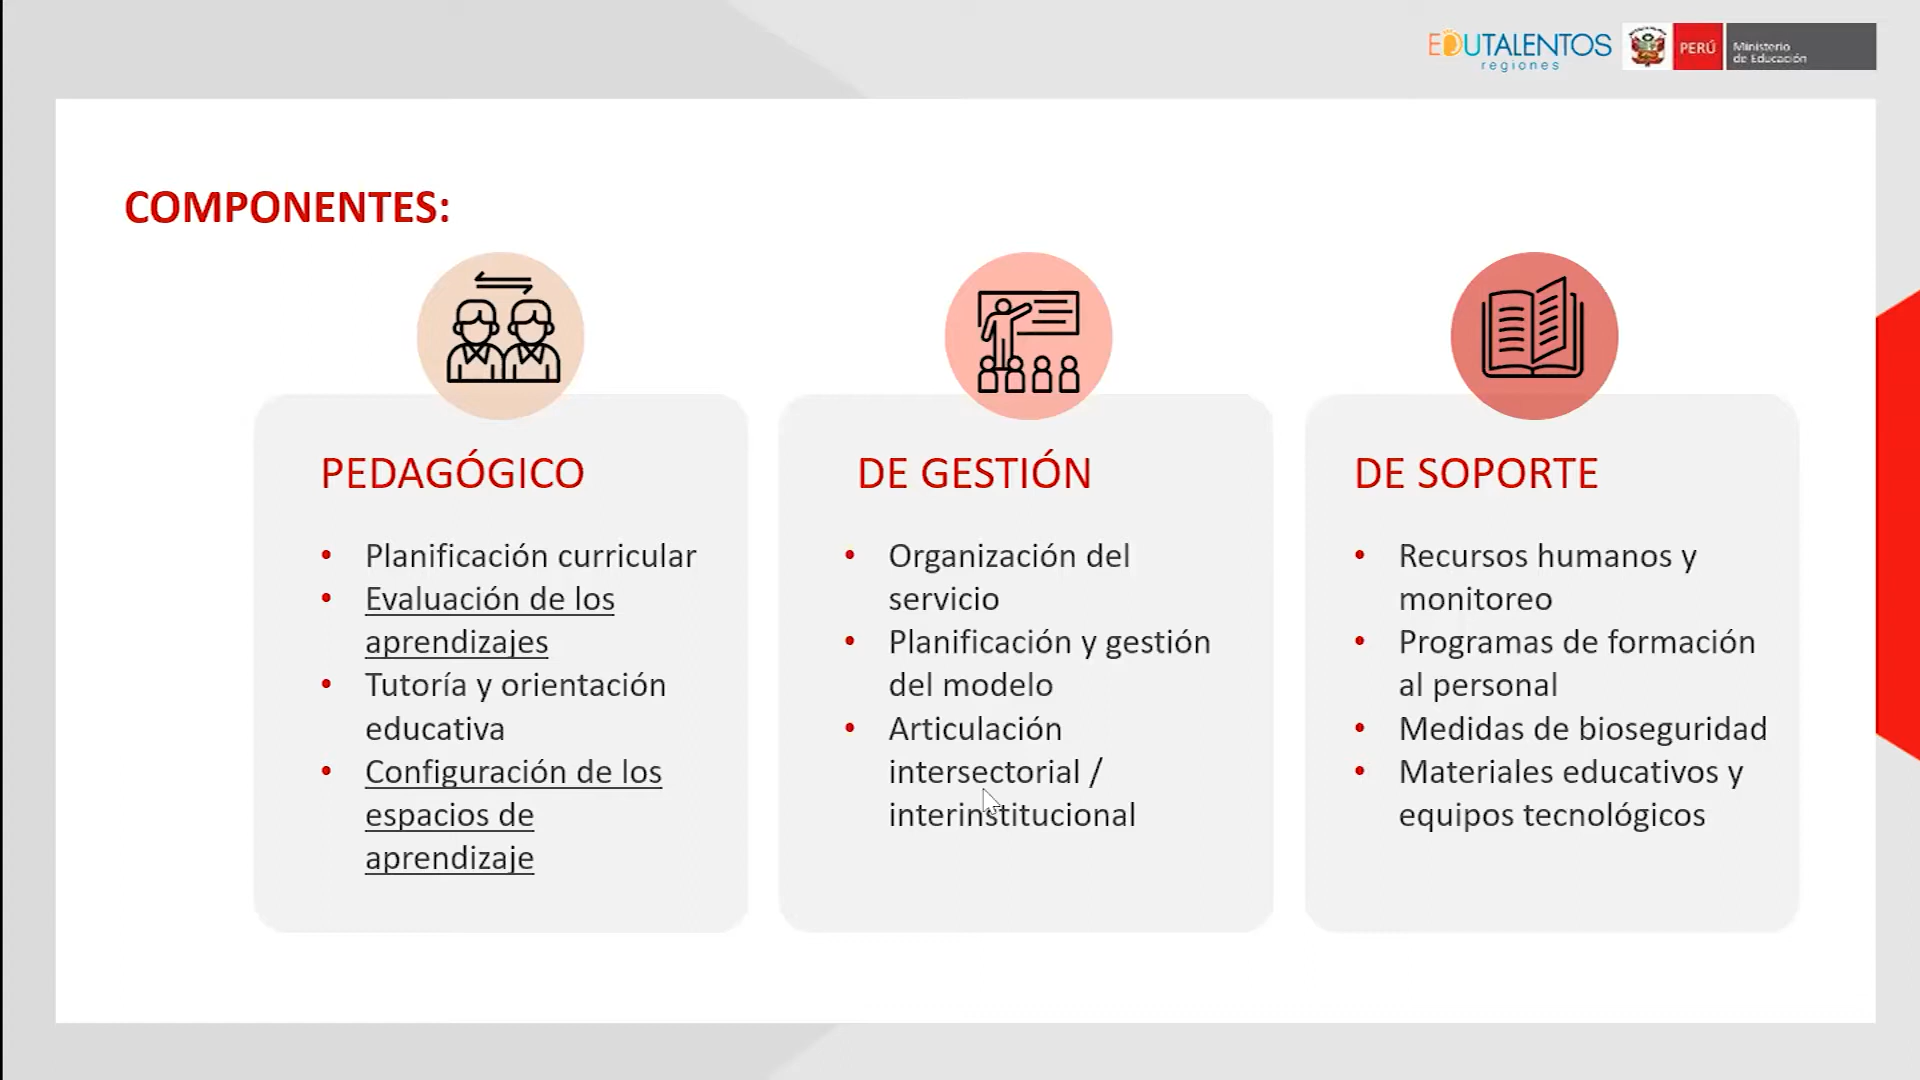 EDUTALENTOS
regiones
PERÚ
Ministerio
de Educación
COMPONENTES:
PEDAGÓGICO
• Planificación curricular
• Evaluación de los
aprendizajes
• Tutoría y orientación
educativa
• Configuración de los
espacios de
aprendizaje
DE GESTIÓN
• Organización del
servicio
• Planificación y gestión
del modelo
• Articulación
intersectorial /
interinstitucional
DE SOPORTE
• Recursos humanos y
monitoreo
• Programas de formación
al personal
• Medidas de bioseguridad
• Materiales educativos y
equipos tecnológicos